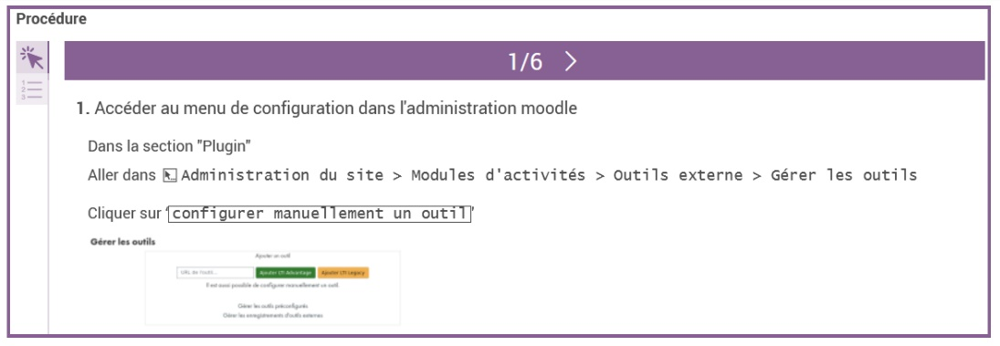 Procédure
1/6 >
1
2
3
1. Accéder au menu de configuration dans l'administration moodle
Dans la section "Plugin"
Aller dans Administration du site > Modules d'activités > Outils externe > Gérer les outils
Cliquer sur 'configurer manuellement un outil'
Gérer les outils
Ajouter un outil
URL de l'outil...
Ajouter LTI Advantage
Ajouter LTI Legacy
Il est aussi possible de configurer manuellement un outil.
Gérer les outils préconfigurés
Gérer les enregistrements d'outils externes